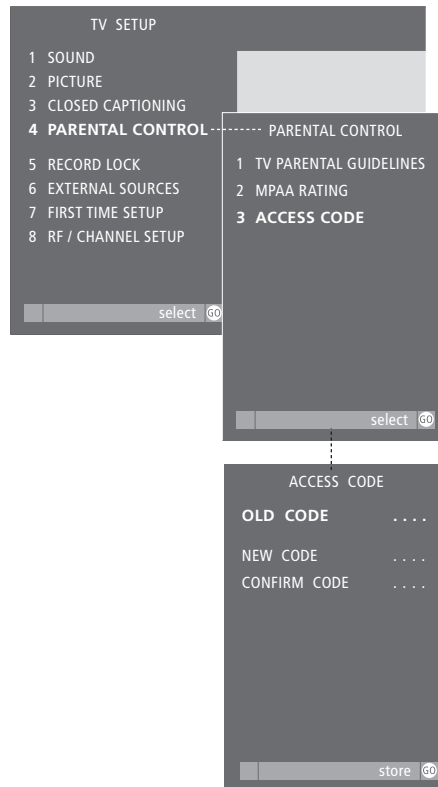 TV SETUP
1 SOUND
2 PICTURE
3 CLOSED CAPTIONING
4 PARENTAL CONTROL
5 RECORD LOCK
6 EXTERNAL SOURCES
7 FIRST TIME SETUP
8 RF / CHANNEL SETUP
select GO
PARENTAL CONTROL
1 TV PARENTAL GUIDELINES
2 MPAA RATING
3 ACCESS CODE
select GO
ACCESS CODE
OLD CODE . . . .
NEW CODE . . . .
CONFIRM CODE . . . .
store GO